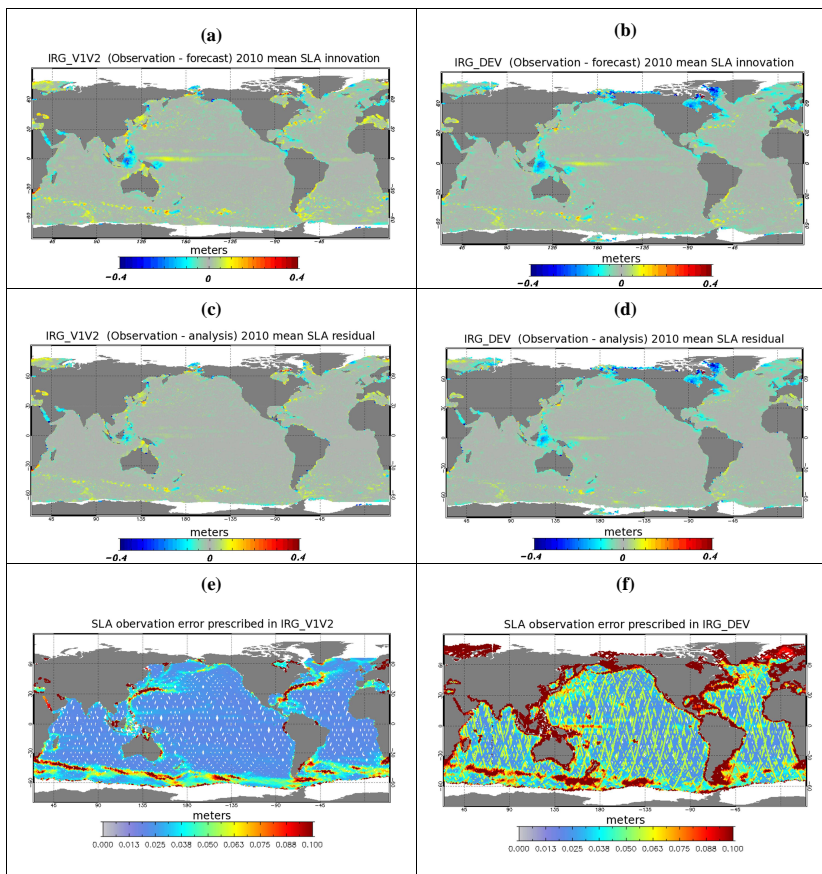 (a)
IRG_V1V2 (Observation - forecast) 2010 mean SLA innovation
45 90 135 180 -135 -90 -45
meters
-0.4 0 0.4
(b)
IRG_DEV (Observation - forecast) 2010 mean SLA innovation
45 90 135 180 -135 -90 -45
meters
-0.4 0 0.4
(c)
IRG_V1V2 (Observation - analysis) 2010 mean SLA residual
45 90 135 180 -135 -90 -45
meters
-0.4 0 0.4
(d)
IRG_DEV (Observation - analysis) 2010 mean SLA residual
45 90 135 180 -135 -90 -45
meters
-0.4 0 0.4
(e)
SLA obervation error prescribed in IRG_V1V2
45 90 135 180 -135 -90 -45
meters
0.000 0.013 0.025 0.038 0.050 0.063 0.075 0.088 0.100
(f)
SLA observation error prescribed in IRG_DEV
45 90 135 180 -135 -90 -45
meters
0.000 0.013 0.025 0.038 0.050 0.063 0.075 0.088 0.100